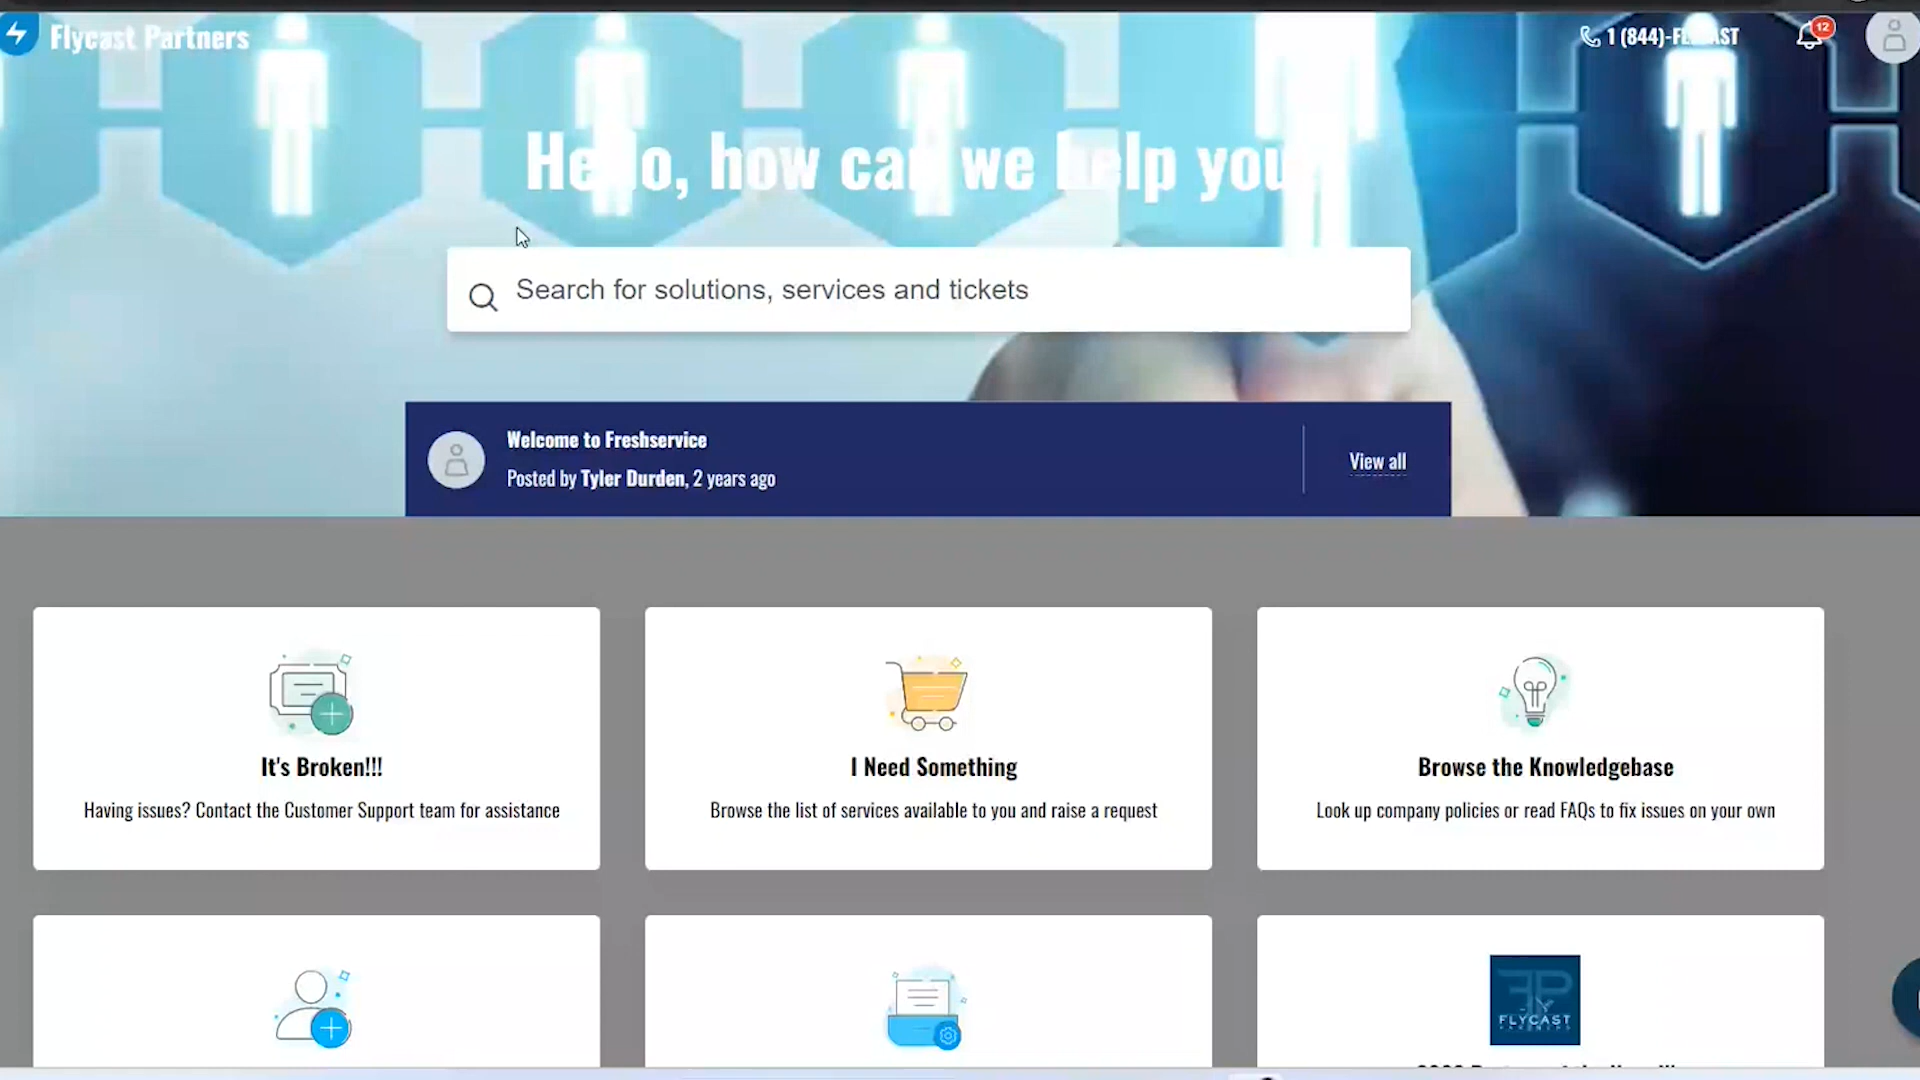 Flycast Partners
1 (844)-FLYCAST
12
Hello, how can we help you?
Search for solutions, services and tickets
Welcome to Freshservice
Posted by Tyler Durden, 2 years ago
View all
It's Broken!!!
Having issues? Contact the Customer Support team for assistance
I Need Something
Browse the list of services available to you and raise a request
Browse the Knowledgebase
Look up company policies or read FAQs to fix issues on your own
FP
FLYCAST
PARTNERS